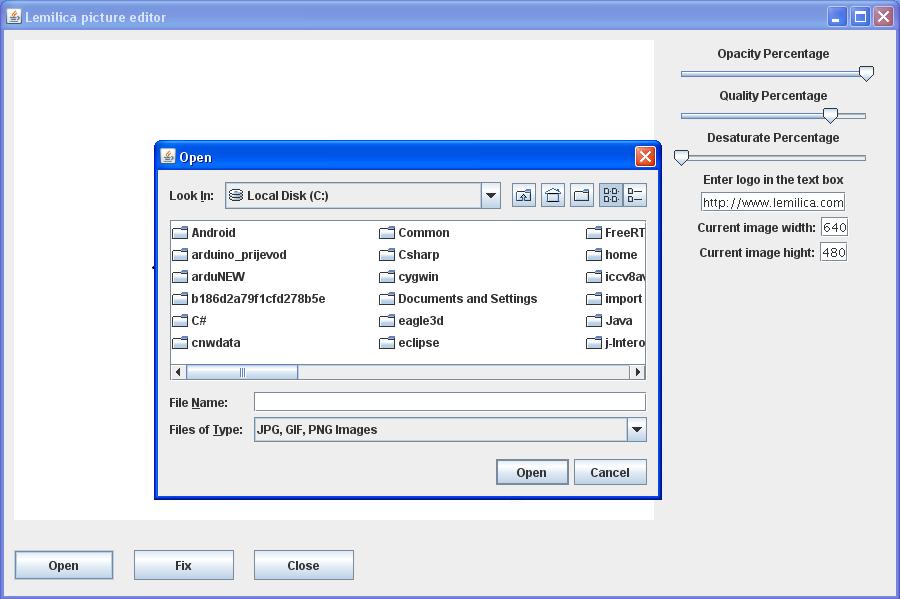 Lemilica picture editor
Opacity Percentage
Quality Percentage
Desaturate Percentage
Enter logo in the text box
http://www.lemilica.com
Current image width: 640
Current image hight: 480
Open
Look In: Local Disk (C:)
Android
arduino_prijevod
arduNEW
b186d2a79f1cfd278b5e
C#
cnwdata
Common
Csharp
cygwin
Documents and Settings
eagle3d
eclipse
FreeRT
home
iccv8av
import
Java
j-Intero
File Name:
Files of Type: JPG, GIF, PNG Images
Open Cancel
Open Fix Close